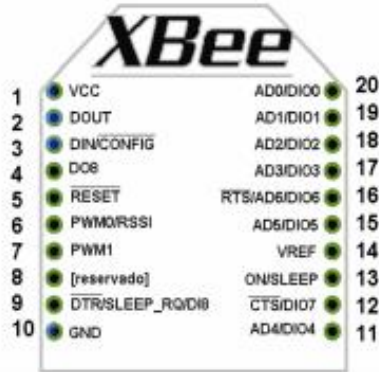 XBee
1 VCC AD0/DIO0 20
2 DOUT AD1/DIO1 19
3 DIN/CONFIG AD2/DIO2 18
4 DO8 AD3/DIO3 17
5 RESET RTS/AD6/DIO6 16
6 PWM0/RSSI AD5/DIO5 15
7 PWM1 VREF 14
8 [reservado] ON/SLEEP 13
9 DTR/SLEEP_RQ/DI8 CTS/DIO7 12
10 GND AD4/DIO4 11